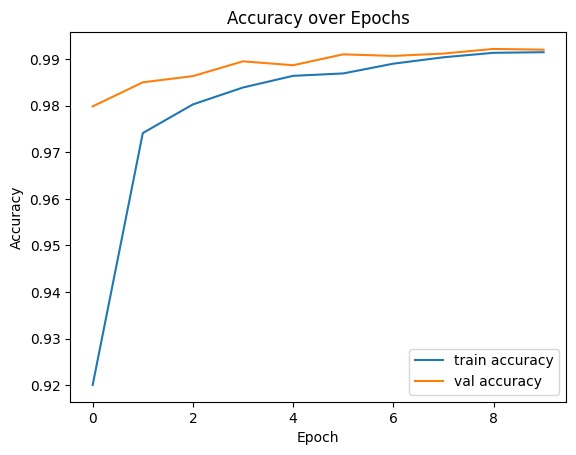 Accuracy over Epochs
Accuracy
0.99
0.98
0.97
0.96
0.95
0.94
0.93
0.92
0 2 4 6 8
Epoch
train accuracy
val accuracy